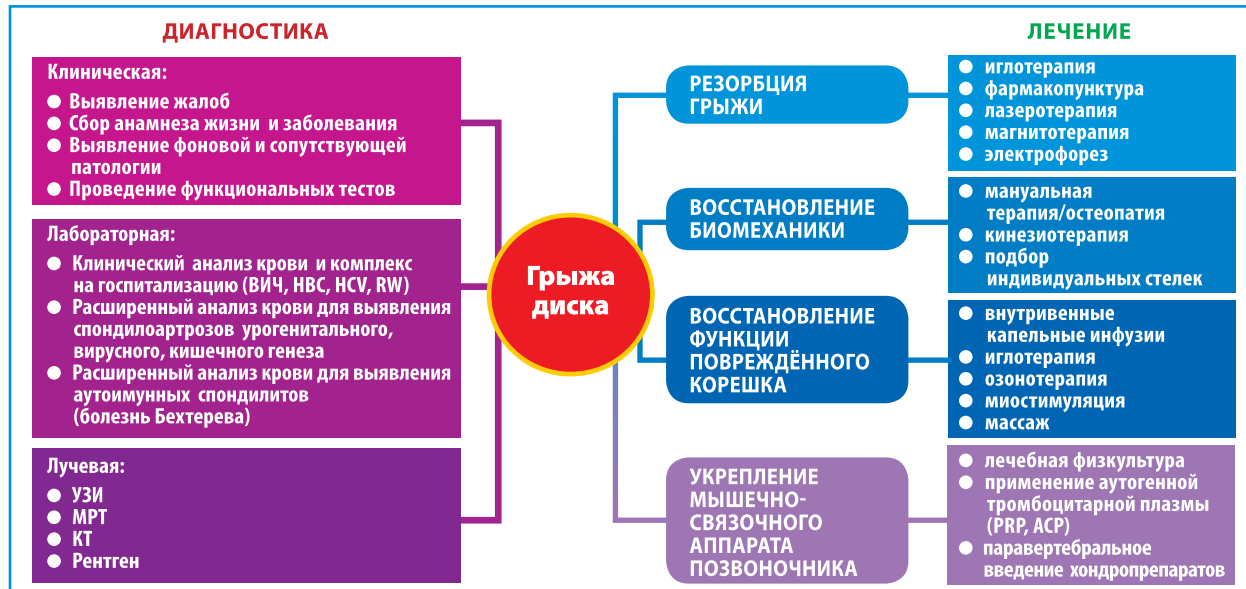 ДИАГНОСТИКА
Клиническая:
Выявление жалоб
Сбор анамнеза жизни и заболевания
Выявление фоновой и сопутствующей
патологии
Проведение функциональных тестов
Лабораторная:
Клинический анализ крови и комплекс
на госпитализацию (ВИЧ, HBC, HCV, RW)
Расширенный анализ крови для выявления
спондилоартрозов урогенитального,
вирусного, кишечного генеза
Расширенный анализ крови для выявления
аутоимунных спондилитов
(болезнь Бехтерева)
Лучевая:
УЗИ
МРТ
КТ
Рентген
Грыжа
диска
ЛЕЧЕНИЕ
РЕЗОРБЦИЯ
ГРЫЖИ
иглотерапия
фармакопунктура
лазеротерапия
магнитотерапия
электрофорез
ВОССТАНОВЛЕНИЕ
БИОМЕХАНИКИ
мануальная
терапия/остеопатия
кинезиотерапия
подбор
индивидуальных стелек
ВОССТАНОВЛЕНИЕ
ФУНКЦИИ
ПОВРЕЖДЁННОГО
КОРЕШКА
внутривенные
капельные инфузии
иглотерапия
озонотерапия
миостимуляция
массаж
УКРЕПЛЕНИЕ
МЫШЕЧНО-
СВЯЗОЧНОГО
АППАРАТА
ПОЗВОНОЧНИКА
лечебная физкультура
применение аутогенной
тромбоцитарной плазмы
(PRP, ACP)
паравертебральное
введение хондропрепаратов